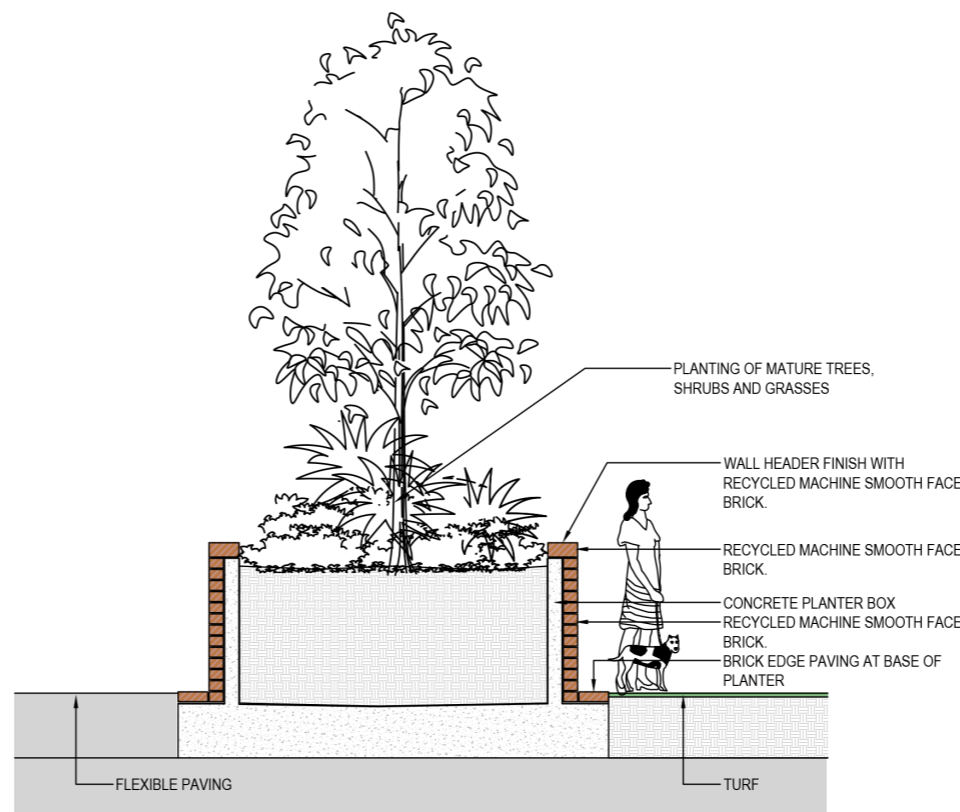 PLANTING OF MATURE TREES,
SHRUBS AND GRASSES
WALL HEADER FINISH WITH
RECYCLED MACHINE SMOOTH FACE
BRICK.
RECYCLED MACHINE SMOOTH FACE
BRICK.
CONCRETE PLANTER BOX
RECYCLED MACHINE SMOOTH FACE
BRICK.
BRICK EDGE PAVING AT BASE OF
PLANTER
FLEXIBLE PAVING
TURF